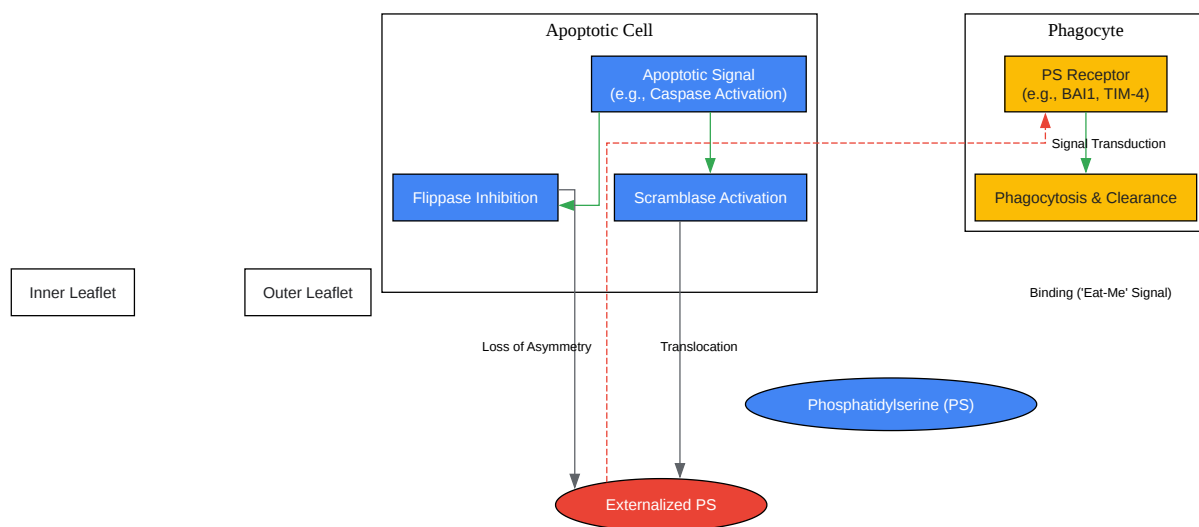 Apoptotic Cell
Apoptotic Signal
(e.g., Caspase Activation)
Flippase Inhibition
Scramblase Activation
Phagocyte
PS Receptor
(e.g., BAI1, TIM-4)
Signal Transduction
Phagocytosis & Clearance
Inner Leaflet
Outer Leaflet
Binding ('Eat-Me' Signal)
Loss of Asymmetry
Translocation
Phosphatidylserine (PS)
Externalized PS